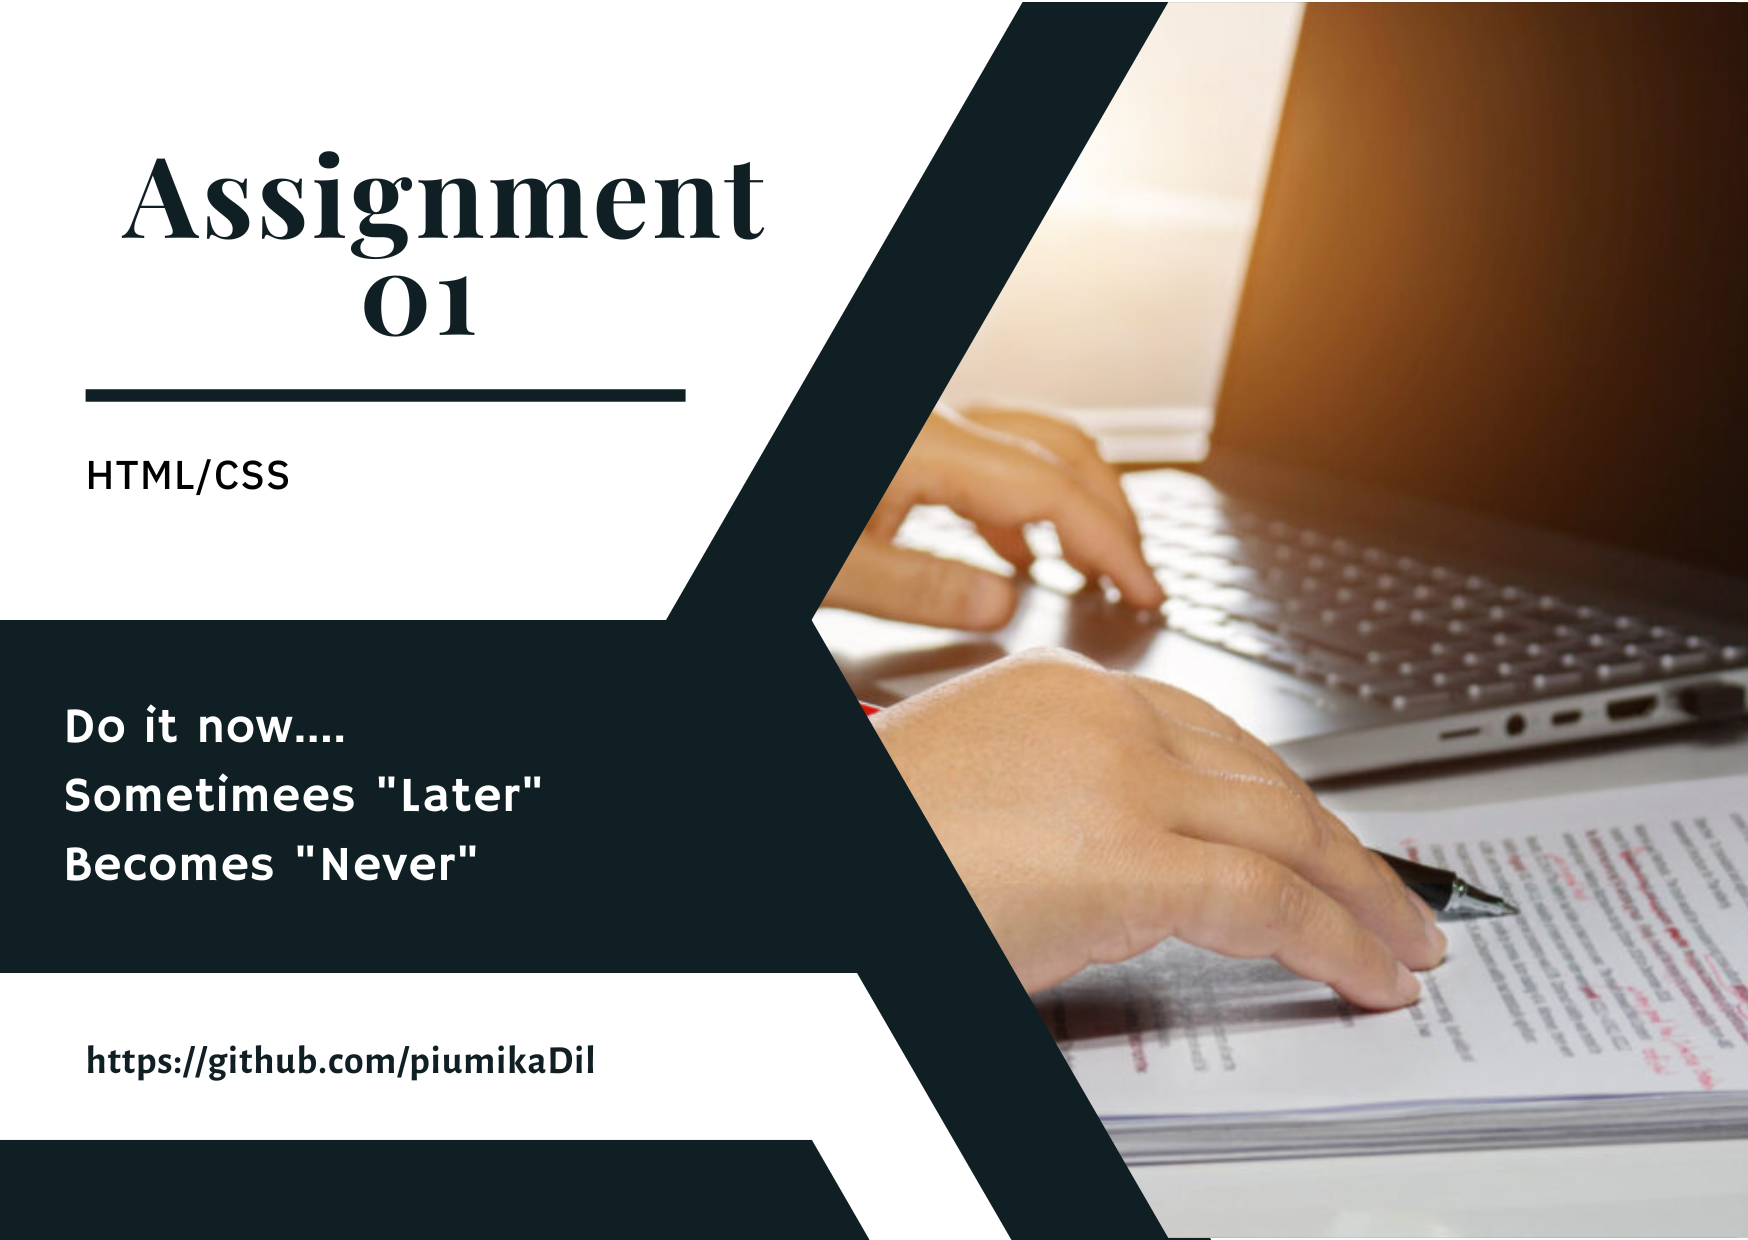 Assignment
01
HTML/CSS
Do it now....
Sometimees "Later"
Becomes "Never"
https://github.com/piumikaDil